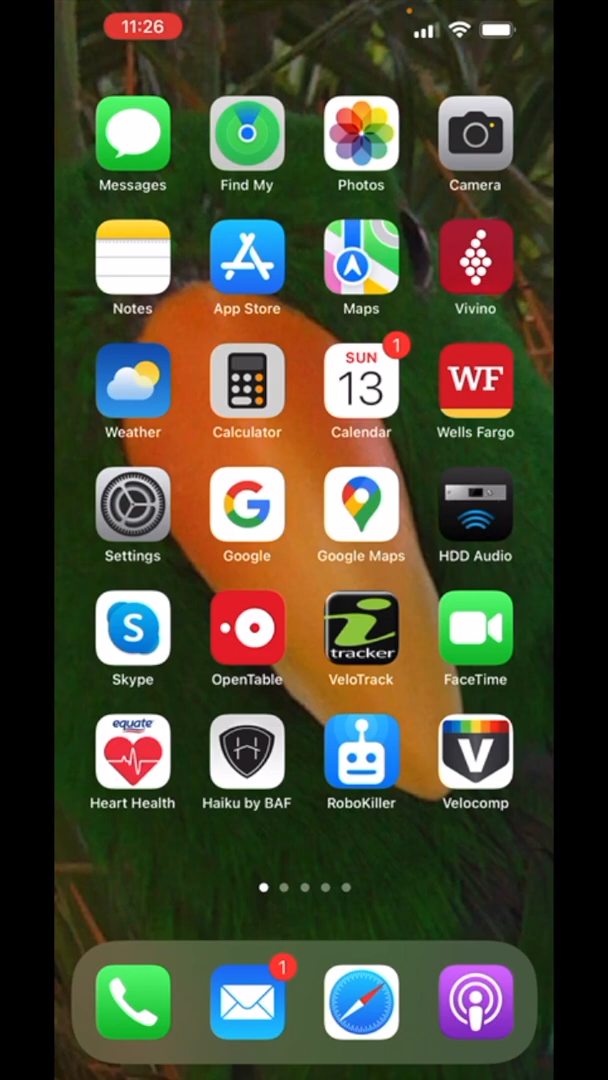 11:26
Messages
Find My
Photos
Camera
Notes
App Store
Maps
Vivino
SUN
13
1
WF
Weather
Calculator
Calendar
Wells Fargo
G
Settings
Google
Google Maps
HDD Audio
S
i
tracker
Skype
OpenTable
VeloTrack
FaceTime
equate
H
V
Heart Health
Haiku by BAF
RoboKiller
Velocomp
1